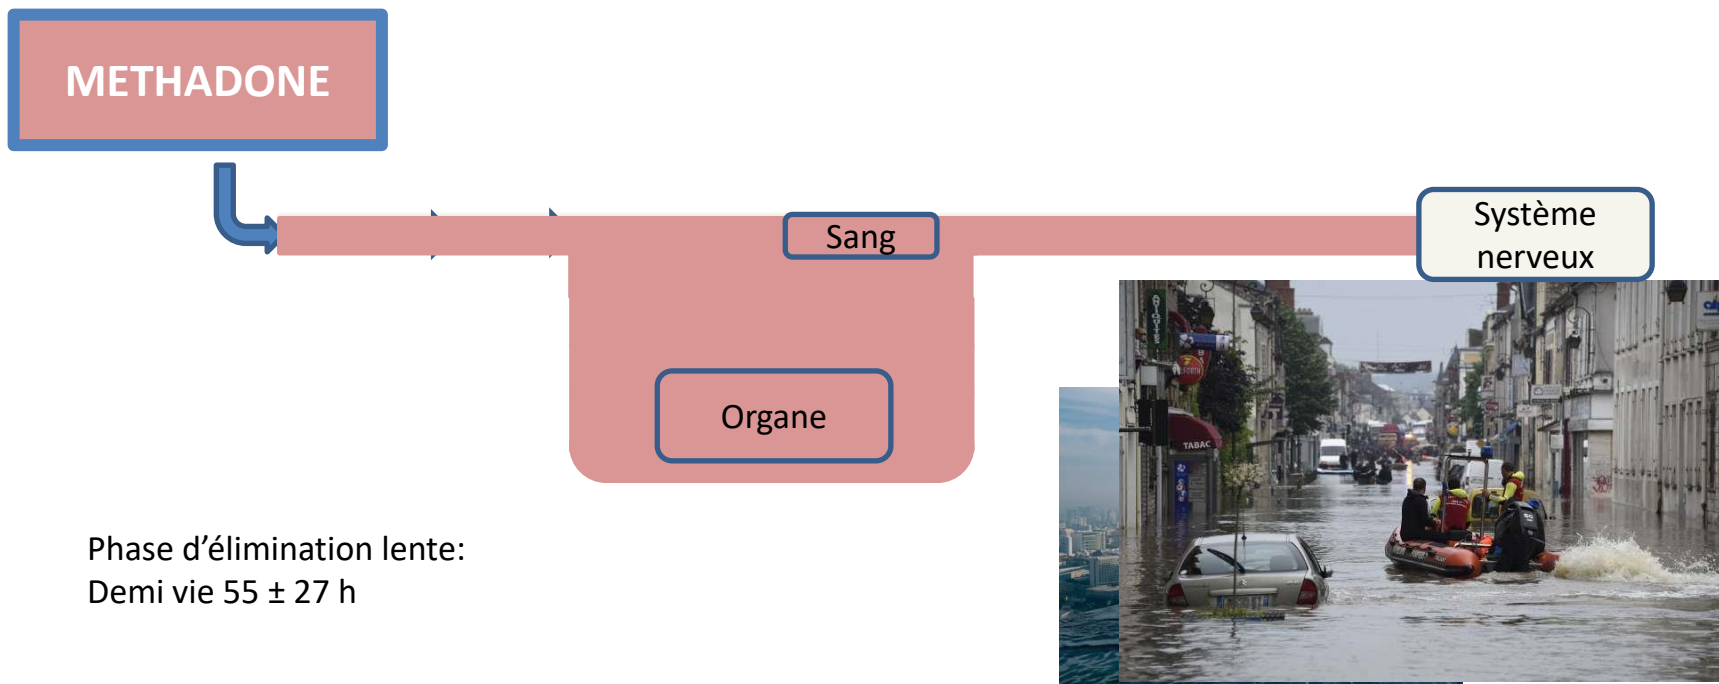 METHADONE
Sang
Système
nerveux
Organe
Phase d’élimination lente:
Demi vie 55 ± 27 h
TABAC